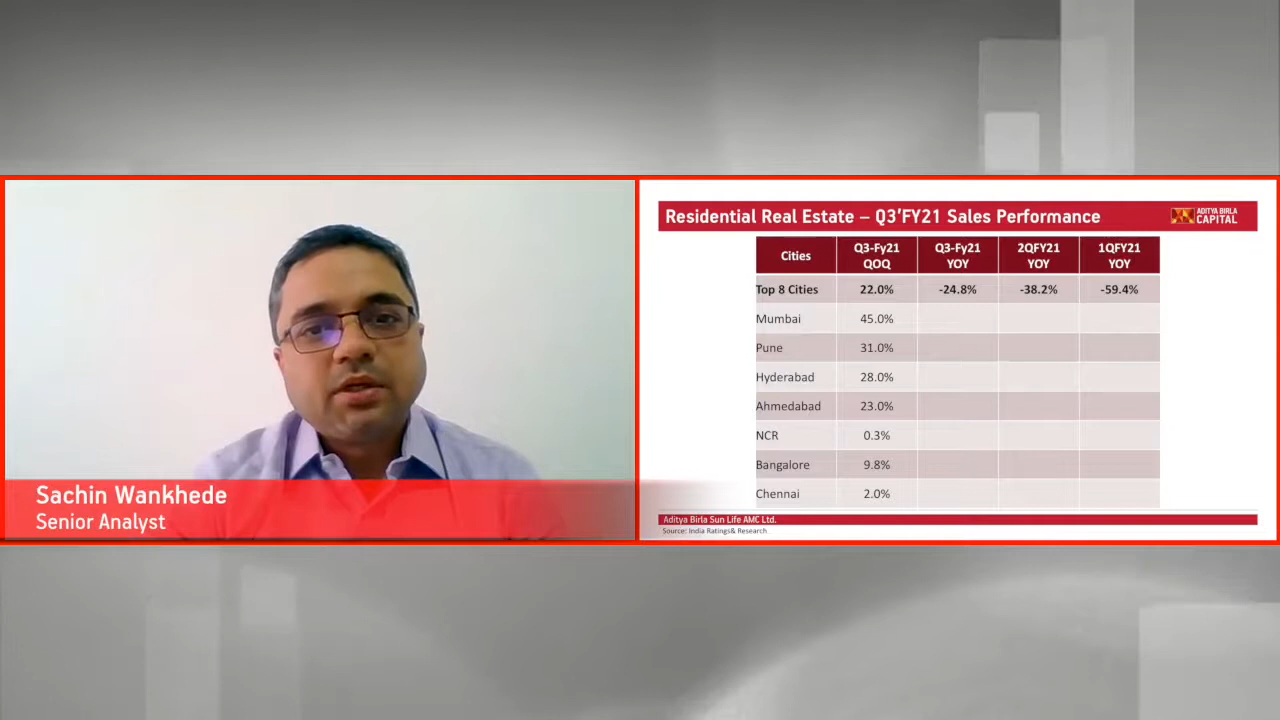 Residential Real Estate – Q3'FY21 Sales Performance
ADITYA BIRLA
CAPITAL
Cities Q3-Fy21 QOQ Q3-Fy21 YOY 2QFY21 YOY 1QFY21 YOY
Top 8 Cities 22.0% -24.8% -38.2% -59.4%
Mumbai 45.0%
Pune 31.0%
Hyderabad 28.0%
Ahmedabad 23.0%
NCR 0.3%
Bangalore 9.8%
Chennai 2.0%
Aditya Birla Sun Life AMC Ltd.
Source: India Ratings& Research
Sachin Wankhede
Senior Analyst